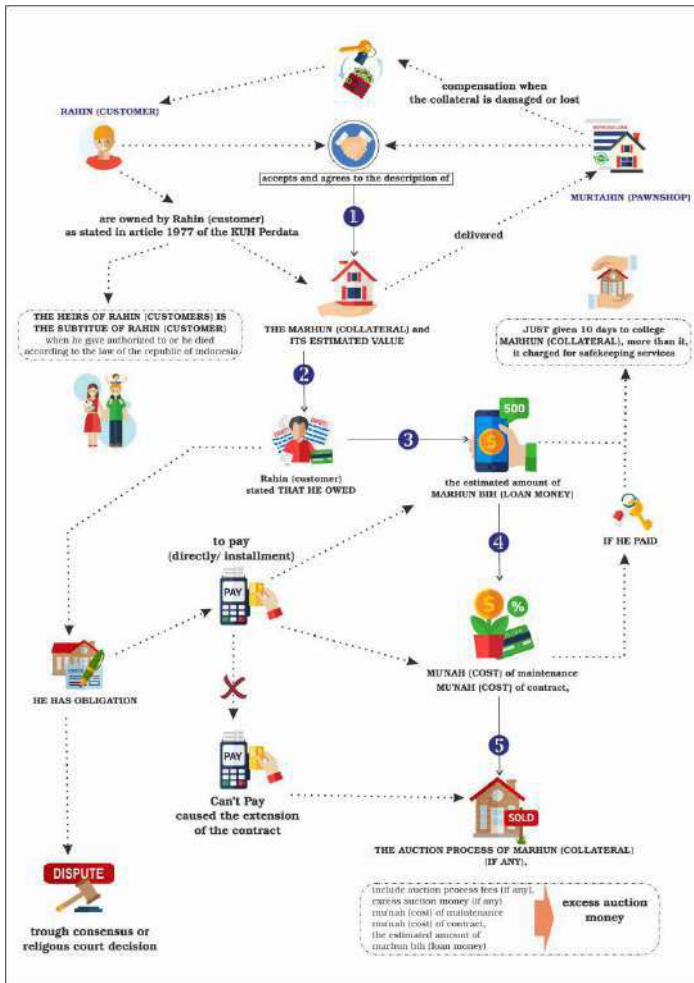 compensation when
the collateral is damaged or lost
RAHIN (CUSTOMER)
accepts and agrees to the description of
MURTAHIN (PAWNSHOP)
are owned by Rahin (customer)
as stated in article 1977 of the KUH Perdata
1
delivered
THE HEIRS OF RAHIN (CUSTOMERS) IS
THE SUBTITUE OF RAHIN (CUSTOMER)
when he give authorized to or he died
according to the law of the republic of indonesia
THE MARHUN (COLLATERAL) and
ITS ESTIMATED VALUE
JUST given 10 days to college
MARHUN (COLLATERAL), more than it,
it charged for safekeeping services
2
500
$
3
Rahin (customer)
stated THAT HE OWED
the estimated amount of
MARHUN BIH (LOAN MONEY)
4
to pay
(directly/ installment)
IF HE PAID
PAY
$
%
MU'NAH (COST) of maintenance
MU'NAH (COST) of contract,
HE HAS OBLIGATION
5
PAY
Can't Pay
caused the extension
of the contract
SOLD
THE AUCTION PROCESS OF MARHUN (COLLATERAL)
(IF ANY),
DISPUTE
trough consensus or
religous court decision
include auction process fees (if any),
excess auction money (if any)
mu'nah (cost) of maintenance
mu'nah (cost) of contract,
the estimated amount of
marhun bih (loan money)
excess auction
money